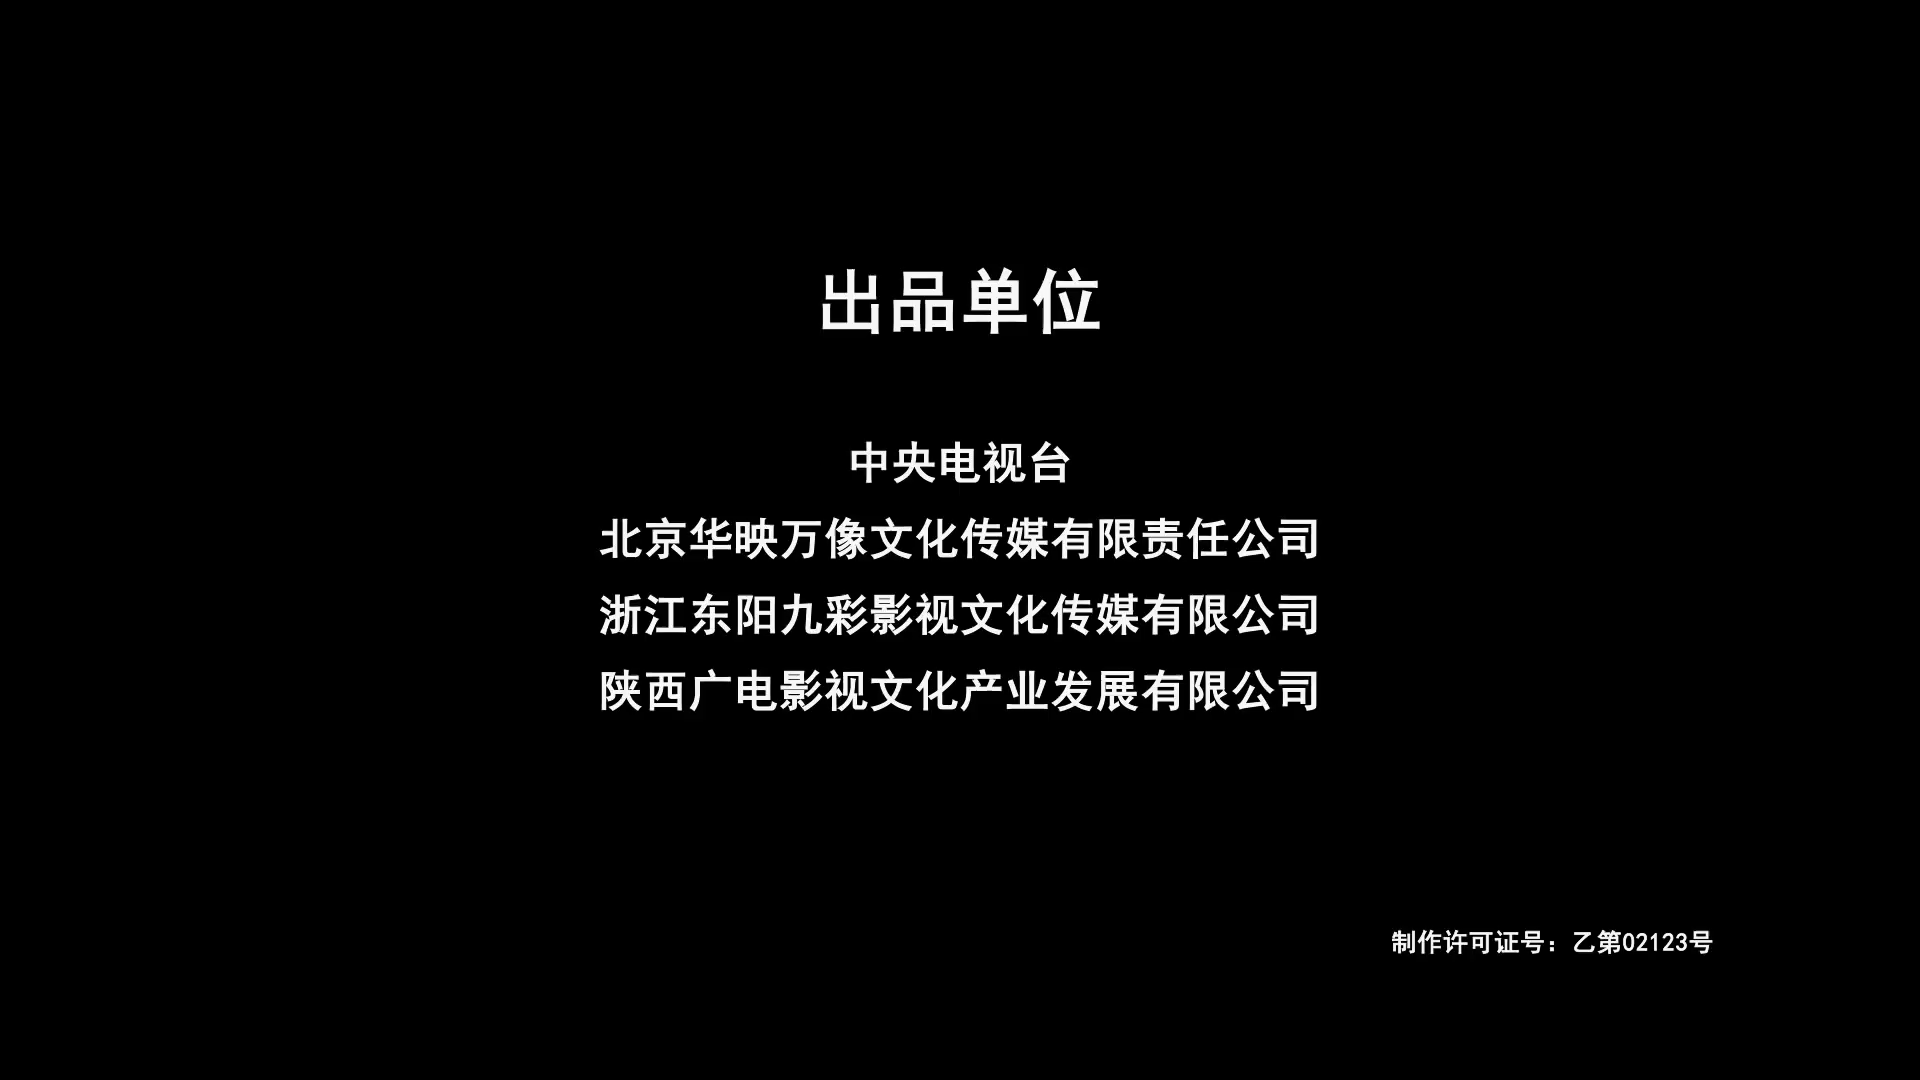 出品单位
中央电视台
北京华映万像文化传媒有限责任公司
浙江东阳九彩影视文化传媒有限公司
陕西广电影视文化产业发展有限公司
制作许可证号：乙第02123号